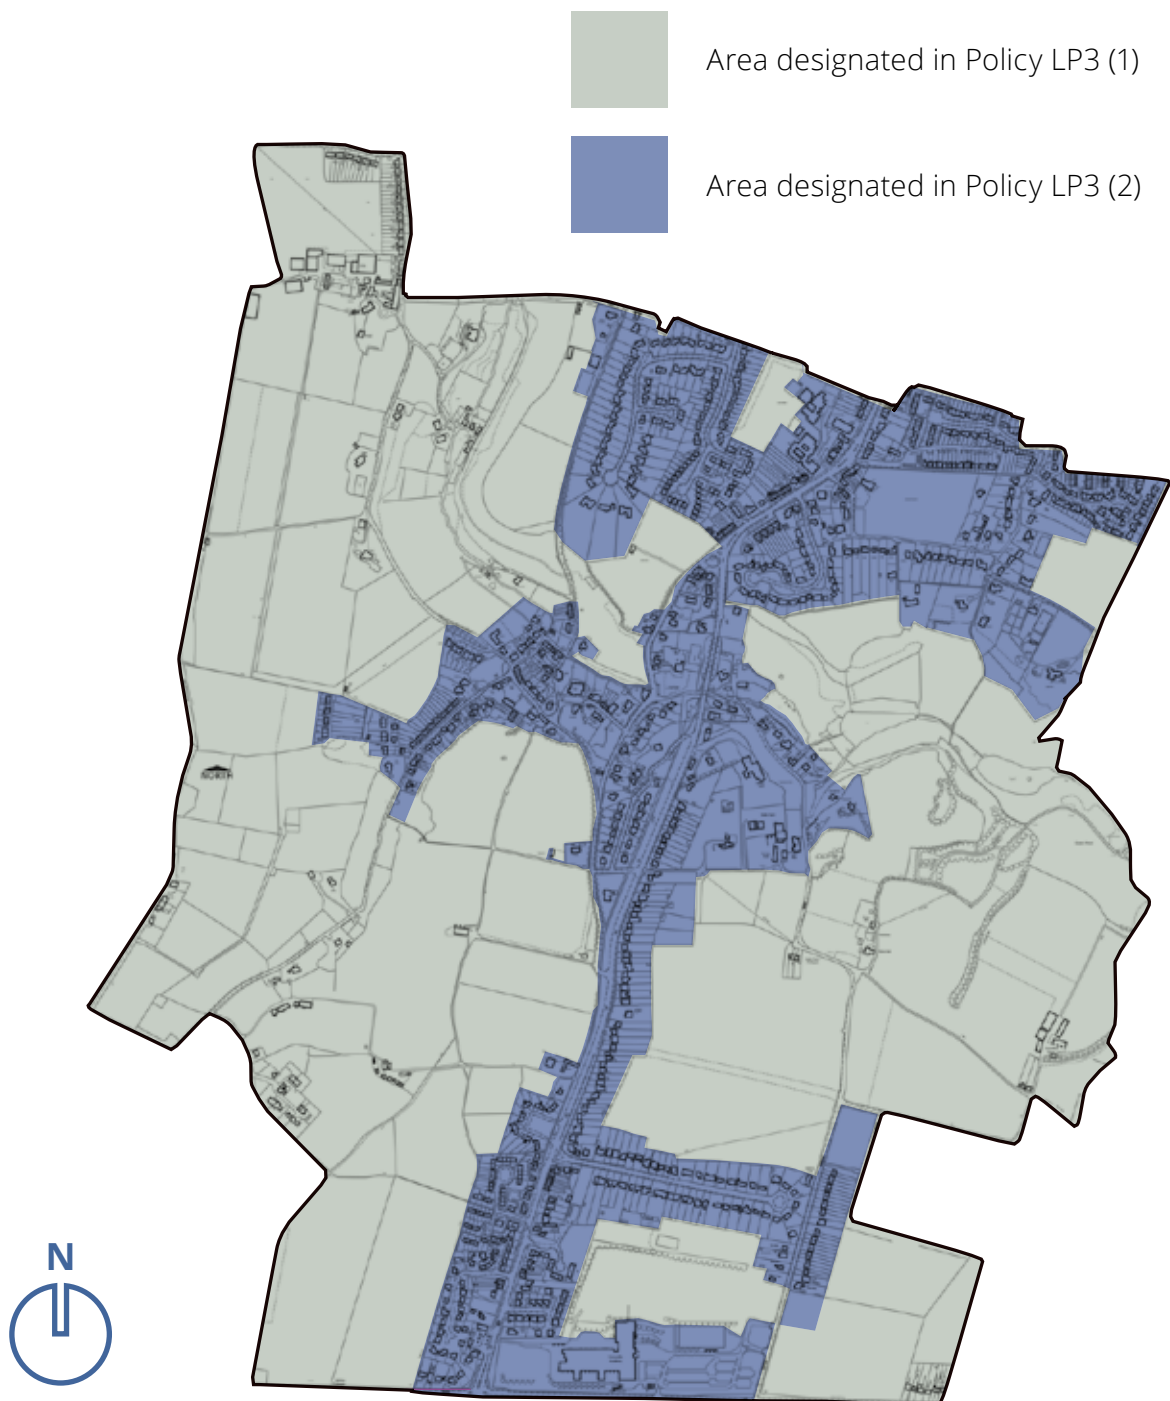 Area designated in Policy LP3 (1)
Area designated in Policy LP3 (2)
N